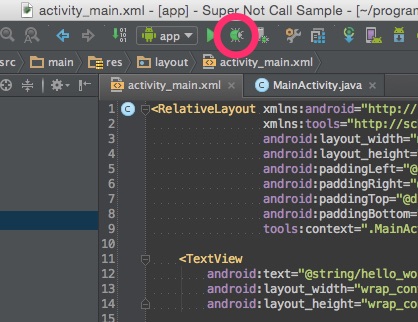 activity_main.xml - [app] - Super Not Call Sample - [~/progran
app
src main res layout activity_main.xml
activity_main.xml MainActivity.java
1 C <RelativeLayout xmlns:android="http://
2 xmlns:tools="http://sc
3 android:layout_width="
4 android:layout_height=
5 android:paddingLeft="@
6 android:paddingRight="
7 android:paddingTop="@d
8 android:paddingBottom=
9 tools:context=".MainAc
10
11 <TextView
12 android:text="@string/hello_wo
13 android:layout_width="wrap_con
14 android:layout_height="wrap_co